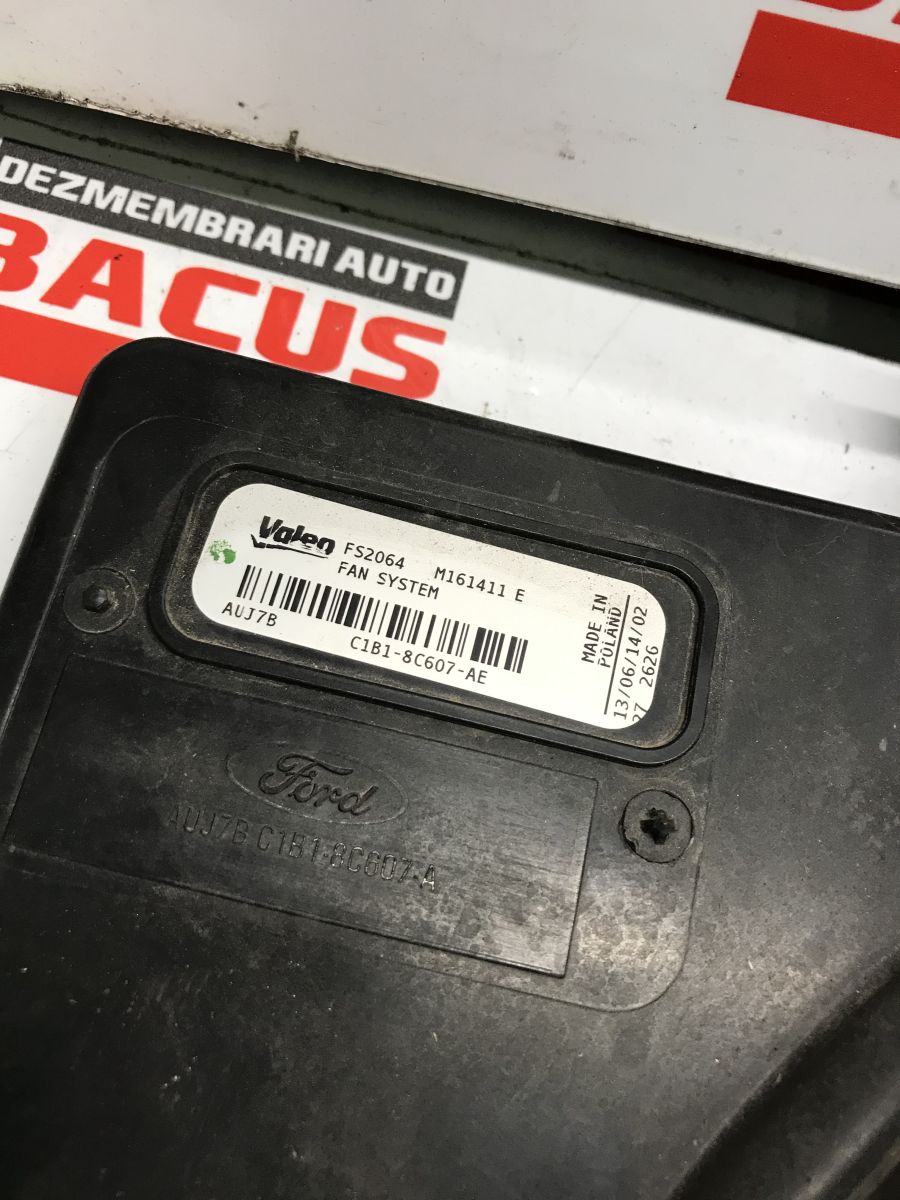 DEZMEMBRARI AUTO
BACUS
Valeo FS2064 M161411 E
FAN SYSTEM
AUJ7B C1B1-8C607-AE
MADE IN
POLAND
13/06/14/02
27 2626
Ford
AUJ7B C1B1-8C607-A